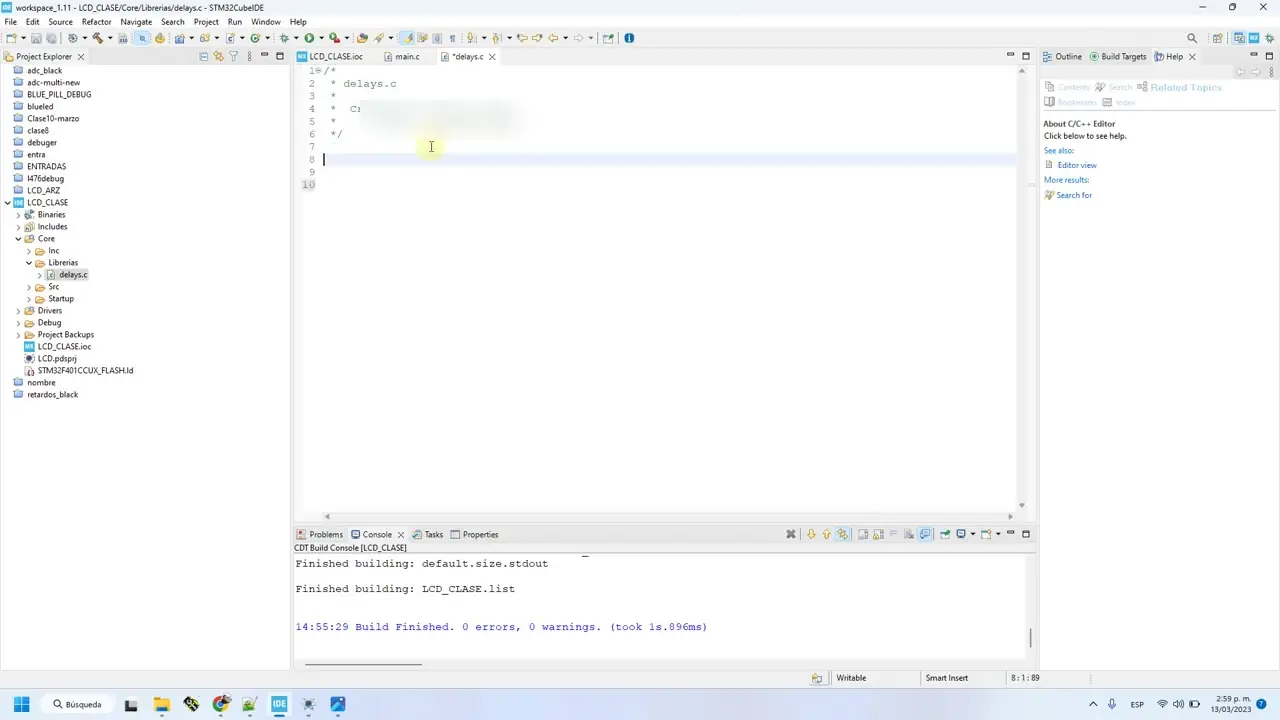 workspace_1.11 - LCD_CLASE/Core/Librerias/delays.c - STM32CubeIDE
File Edit Source Refactor Navigate Search Project Run Window Help
Project Explorer
LCD_CLASE.ioc main.c *delays.c
Outline Build Targets Help
adc_black
adc-multi-new
BLUE_PILL_DEBUG
blueled
Clase10-marzo
clase8
debuger
entra
ENTRADAS
l476debug
LCD_ARZ
LCD_CLASE
Binaries
Includes
Core
Inc
Librerias
delays.c
Src
Startup
Drivers
Debug
Project Backups
LCD_CLASE.ioc
LCD.pdsprj
STM32F401CCUX_FLASH.ld
nombre
retardos_black
1 /*
2 * delays.c
3 *
4 *
5 *
6 */
7
8
9
10
Contents Search Related Topics
Bookmarks Index
About C/C++ Editor
Click below to see help.
See also:
Editor view
More results:
Search for
Problems Console Tasks Properties
CDT Build Console [LCD_CLASE]
Finished building: default.size.stdout
Finished building: LCD_CLASE.list
14:55:29 Build Finished. 0 errors, 0 warnings. (took 1s.896ms)
Writable Smart Insert 8:1:89
Búsqueda
IDE
ESP
2:59 p. m.
13/03/2023